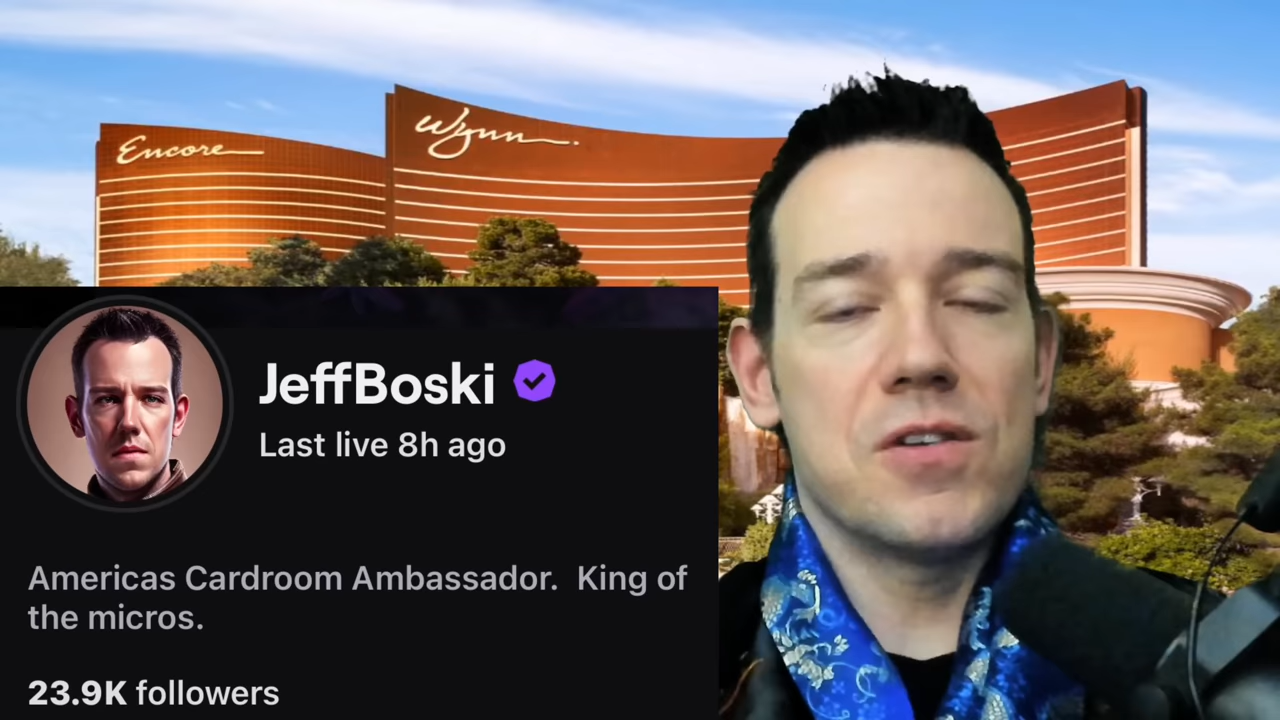 Encore
Wynn.
JeffBoski
Last live 8h ago
Americas Cardroom Ambassador.  King of
the micros.
23.9K followers